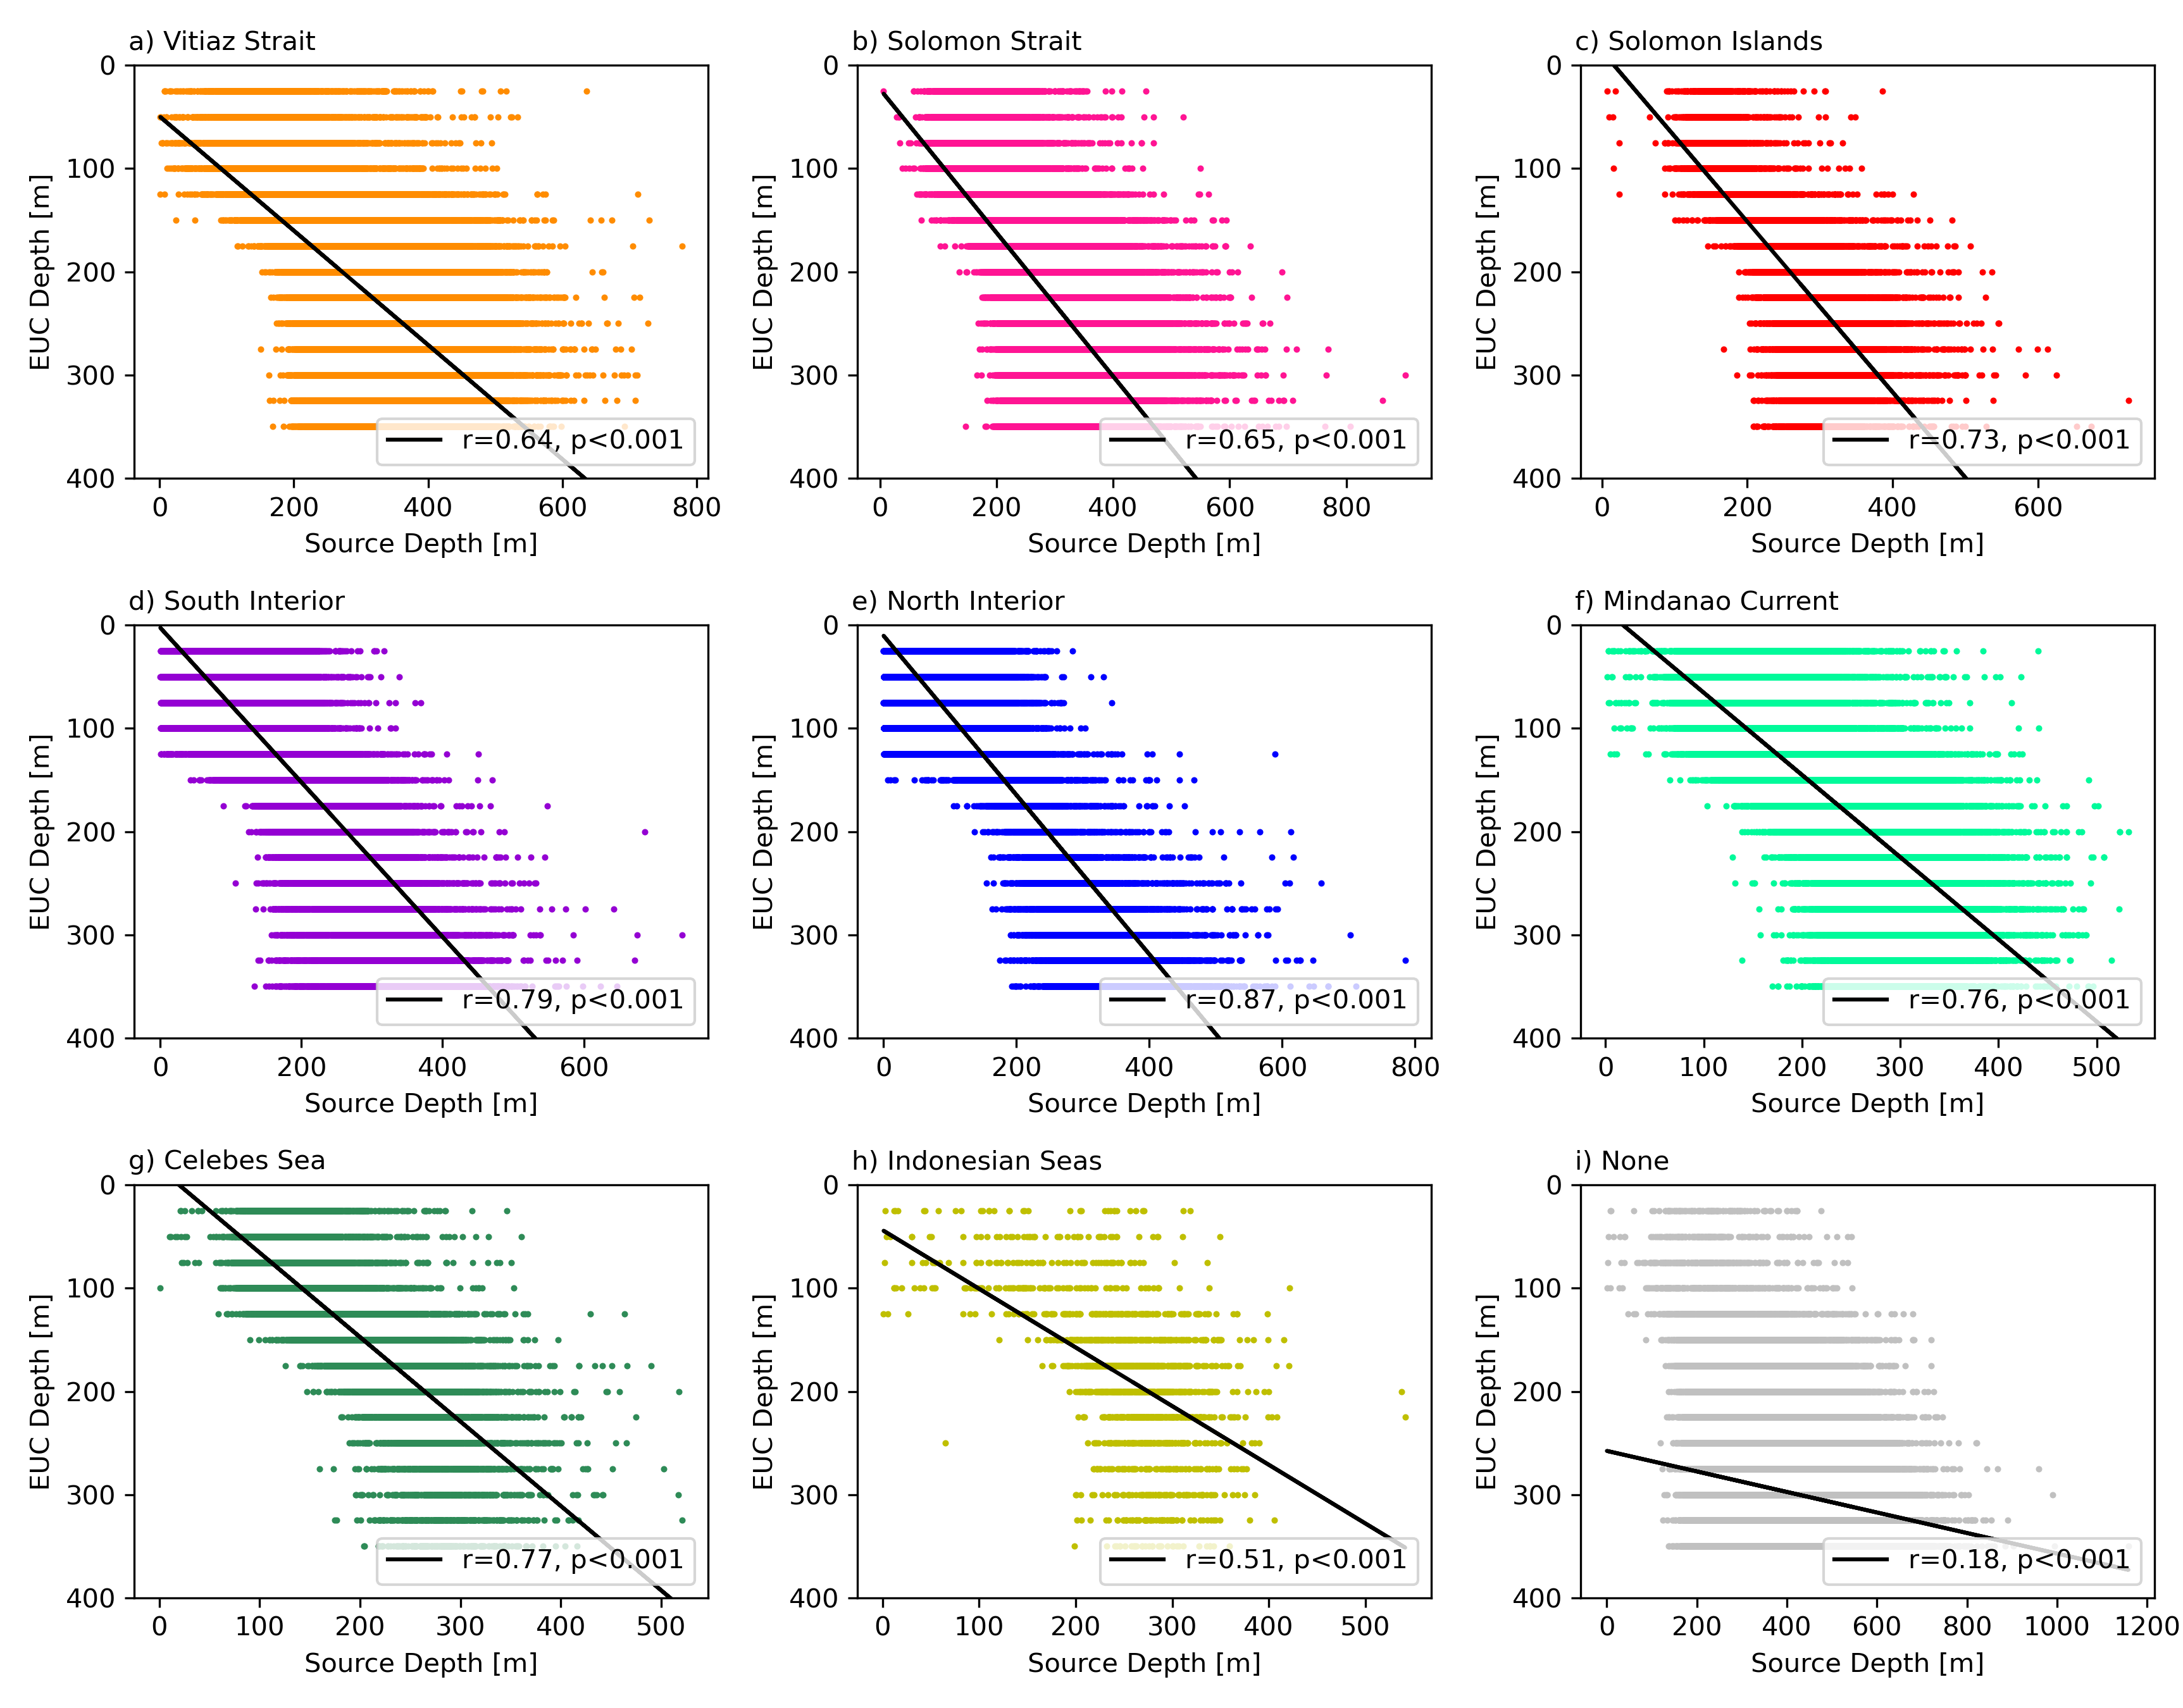 a) Vitiaz Strait
0
100
200
300
400
EUC Depth [m]
r=0.64, p<0.001
0 200 400 600 800
Source Depth [m]
b) Solomon Strait
0
100
200
300
400
EUC Depth [m]
r=0.65, p<0.001
0 200 400 600 800
Source Depth [m]
c) Solomon Islands
0
100
200
300
400
EUC Depth [m]
r=0.73, p<0.001
0 200 400 600
Source Depth [m]
d) South Interior
0
100
200
300
400
EUC Depth [m]
r=0.79, p<0.001
0 200 400 600
Source Depth [m]
e) North Interior
0
100
200
300
400
EUC Depth [m]
r=0.87, p<0.001
0 200 400 600 800
Source Depth [m]
f) Mindanao Current
0
100
200
300
400
EUC Depth [m]
r=0.76, p<0.001
0 100 200 300 400 500
Source Depth [m]
g) Celebes Sea
0
100
200
300
400
EUC Depth [m]
r=0.77, p<0.001
0 100 200 300 400 500
Source Depth [m]
h) Indonesian Seas
0
100
200
300
400
EUC Depth [m]
r=0.51, p<0.001
0 100 200 300 400 500
Source Depth [m]
i) None
0
100
200
300
400
EUC Depth [m]
r=0.18, p<0.001
0 200 400 600 800 1000 1200
Source Depth [m]